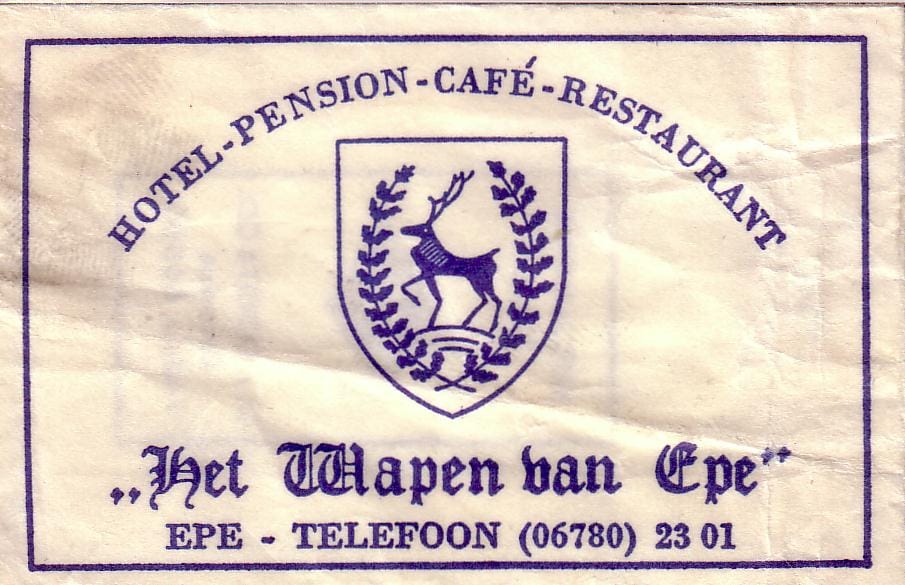 HOTEL-PENSION-CAFÉ-RESTAURANT
„Het Wapen van Epe”
EPE - TELEFOON (06780) 23 01